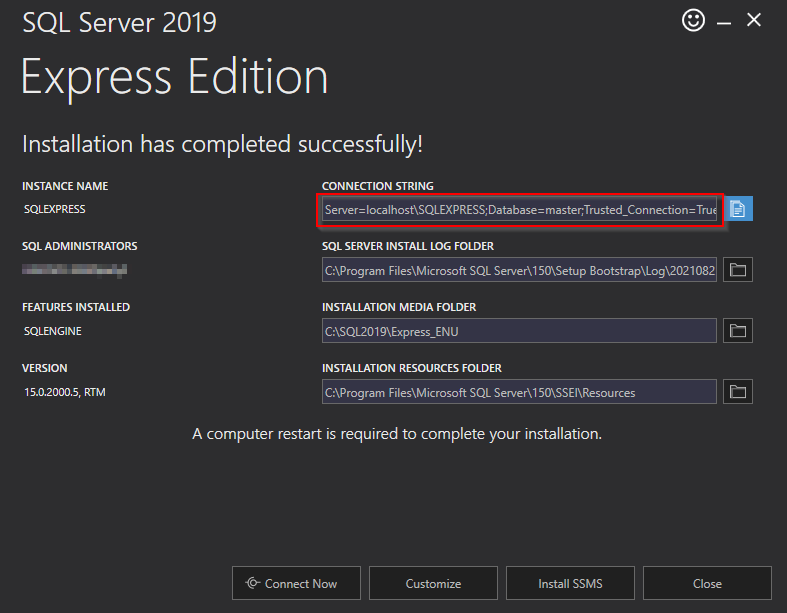 SQL Server 2019
Express Edition
Installation has completed successfully!
INSTANCE NAME
SQLEXPRESS
CONNECTION STRING
Server=localhost\SQLEXPRESS;Database=master;Trusted_Connection=True
SQL ADMINISTRATORS
SQL SERVER INSTALL LOG FOLDER
C:\Program Files\Microsoft SQL Server\150\Setup Bootstrap\Log\2021082
FEATURES INSTALLED
SQLENGINE
INSTALLATION MEDIA FOLDER
C:\SQL2019\Express_ENU
VERSION
15.0.2000.5, RTM
INSTALLATION RESOURCES FOLDER
C:\Program Files\Microsoft SQL Server\150\SSEI\Resources
A computer restart is required to complete your installation.
Connect Now
Customize
Install SSMS
Close